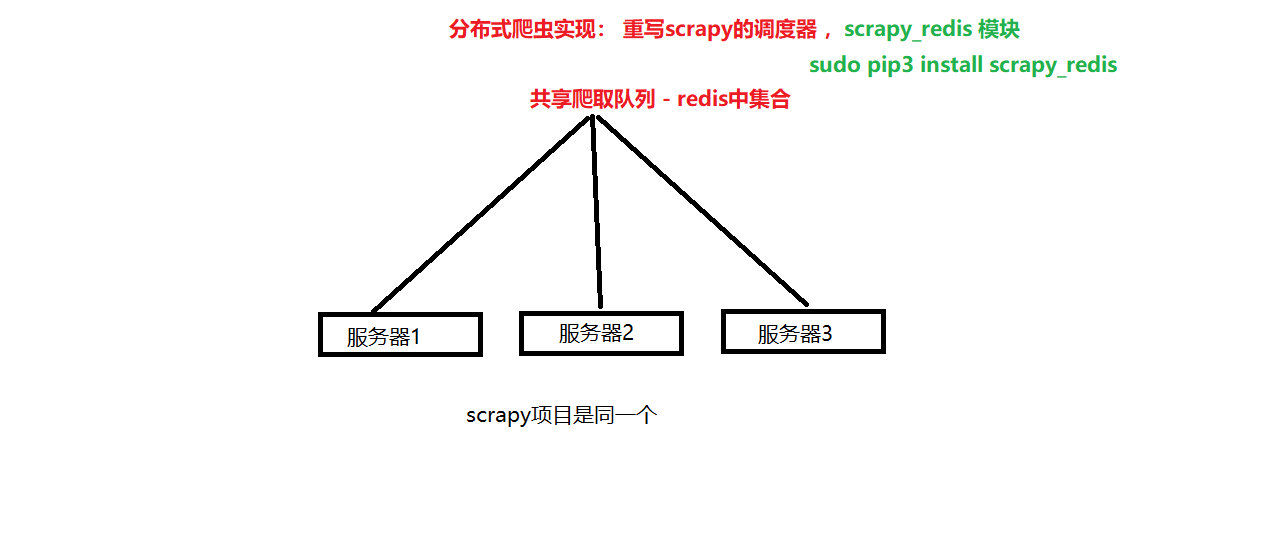 分布式爬虫实现： 重写scrapy的调度器 ， scrapy_redis 模块
sudo pip3 install scrapy_redis
共享爬取队列 - redis中集合
服务器1
服务器2
服务器3
scrapy项目是同一个